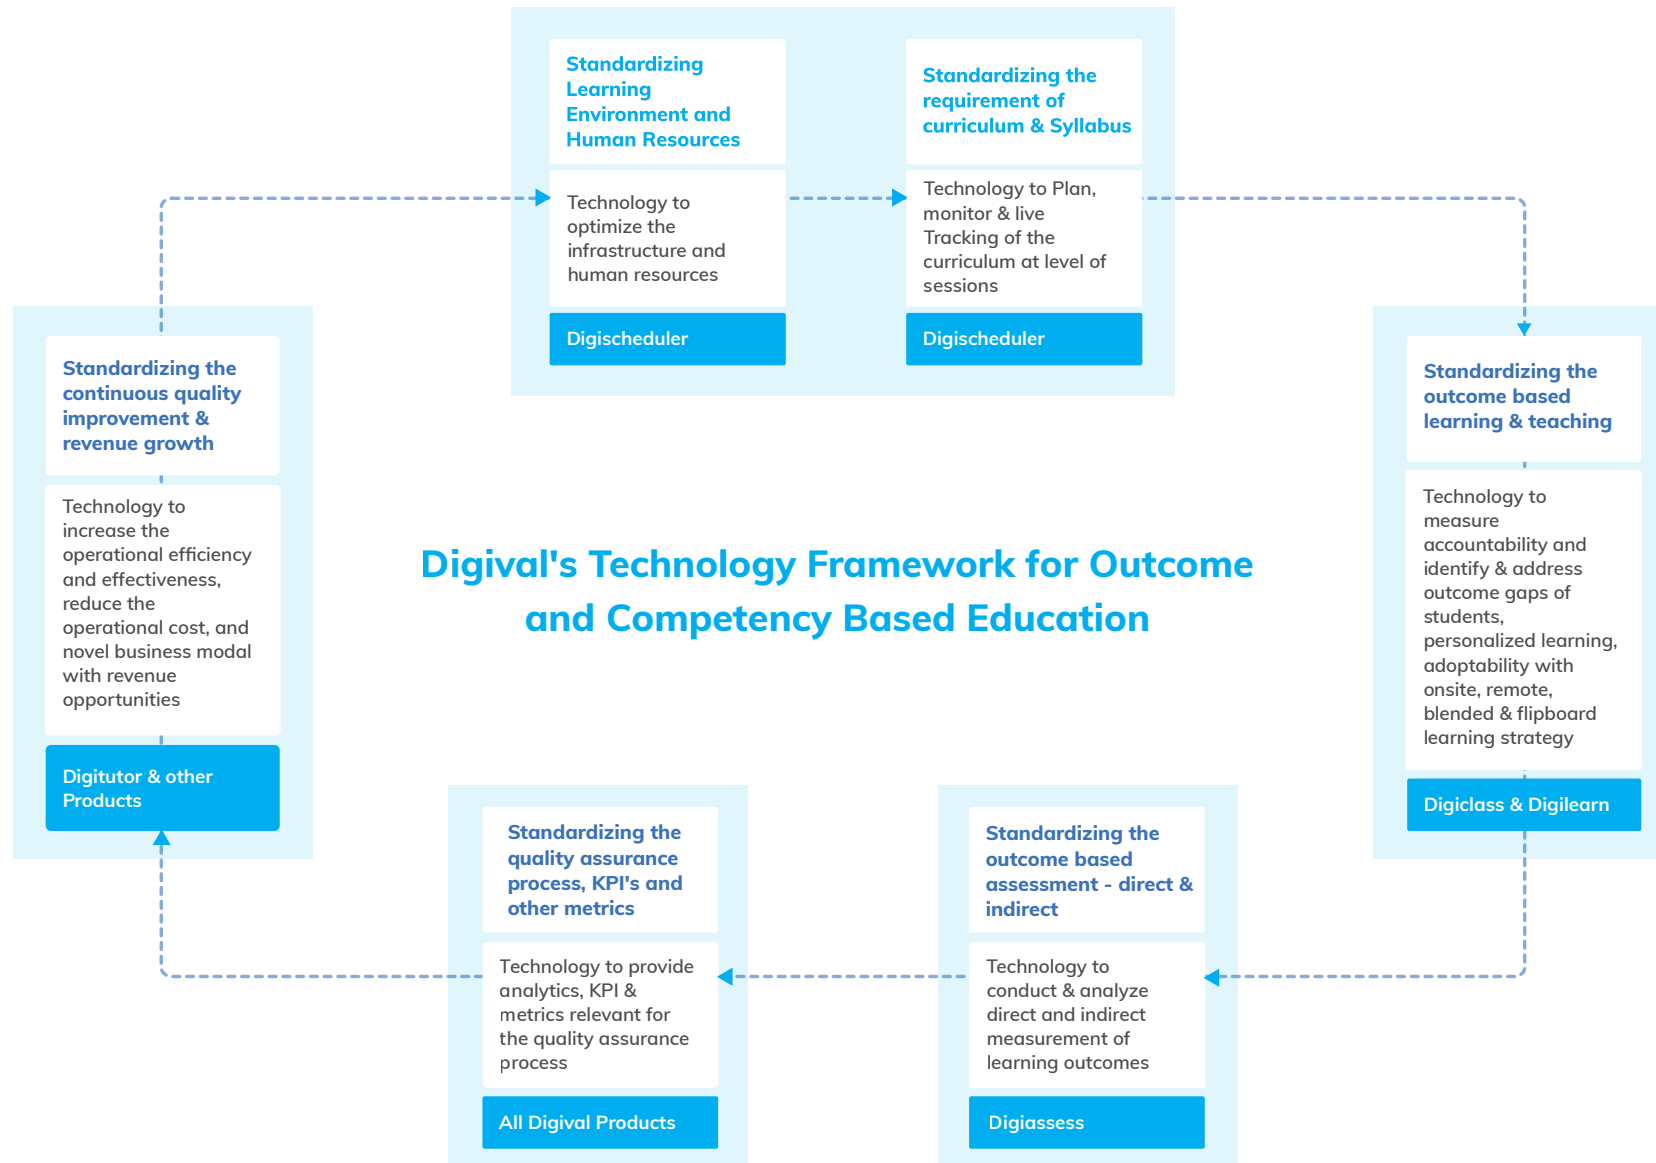 Standardizing
Learning
Environment and
Human Resources
Technology to
optimize the
infrastructure and
human resources
Digischeduler
Standardizing the
requirement of
curriculum & Syllabus
Technology to Plan,
monitor & live
Tracking of the
curriculum at level of
sessions
Digischeduler
Standardizing the
continuous quality
improvement &
revenue growth
Technology to
increase the
operational efficiency
and effectiveness,
reduce the
operational cost, and
novel business modal
with revenue
opportunities
Digitutor & other
Products
Digival's Technology Framework for Outcome
and Competency Based Education
Standardizing the
outcome based
learning & teaching
Technology to
measure
accountability and
identify & address
outcome gaps of
students,
personalized learning,
adoptability with
onsite, remote,
blended & flipboard
learning strategy
Digiclass & Digilearn
Standardizing the
quality assurance
process, KPI's and
other metrics
Technology to provide
analytics, KPI &
metrics relevant for
the quality assurance
process
All Digival Products
Standardizing the
outcome based
assessment - direct &
indirect
Technology to
conduct & analyze
direct and indirect
measurement of
learning outcomes
Digiassess